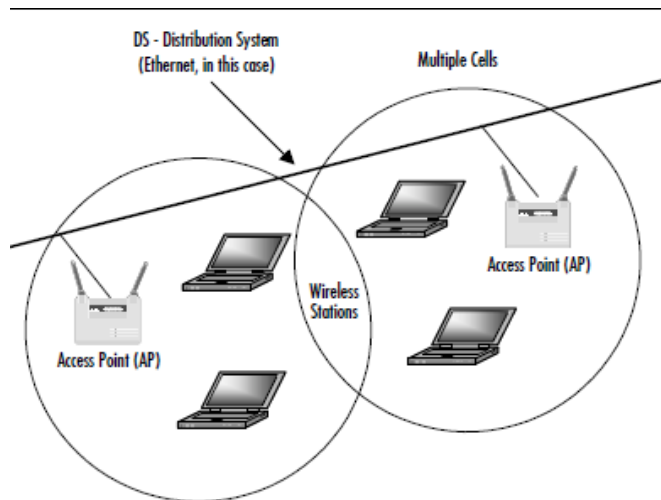 DS - Distribution System
(Ethernet, in this case)
Multiple Cells
Access Point (AP)
Wireless
Stations
Access Point (AP)